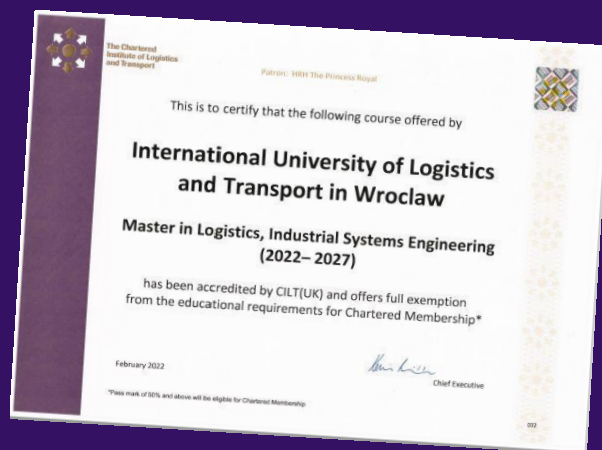 The Chartered
Institute of Logistics
and Transport
Patron: HRH The Princess Royal
This is to certify that the following course offered by
International University of Logistics
and Transport in Wroclaw
Master in Logistics, Industrial Systems Engineering
(2022– 2027)
has been accredited by CILT(UK) and offers full exemption
from the educational requirements for Chartered Membership*
February 2022
Chief Executive
*Pass mark of 50% and above will be eligible for Chartered Membership